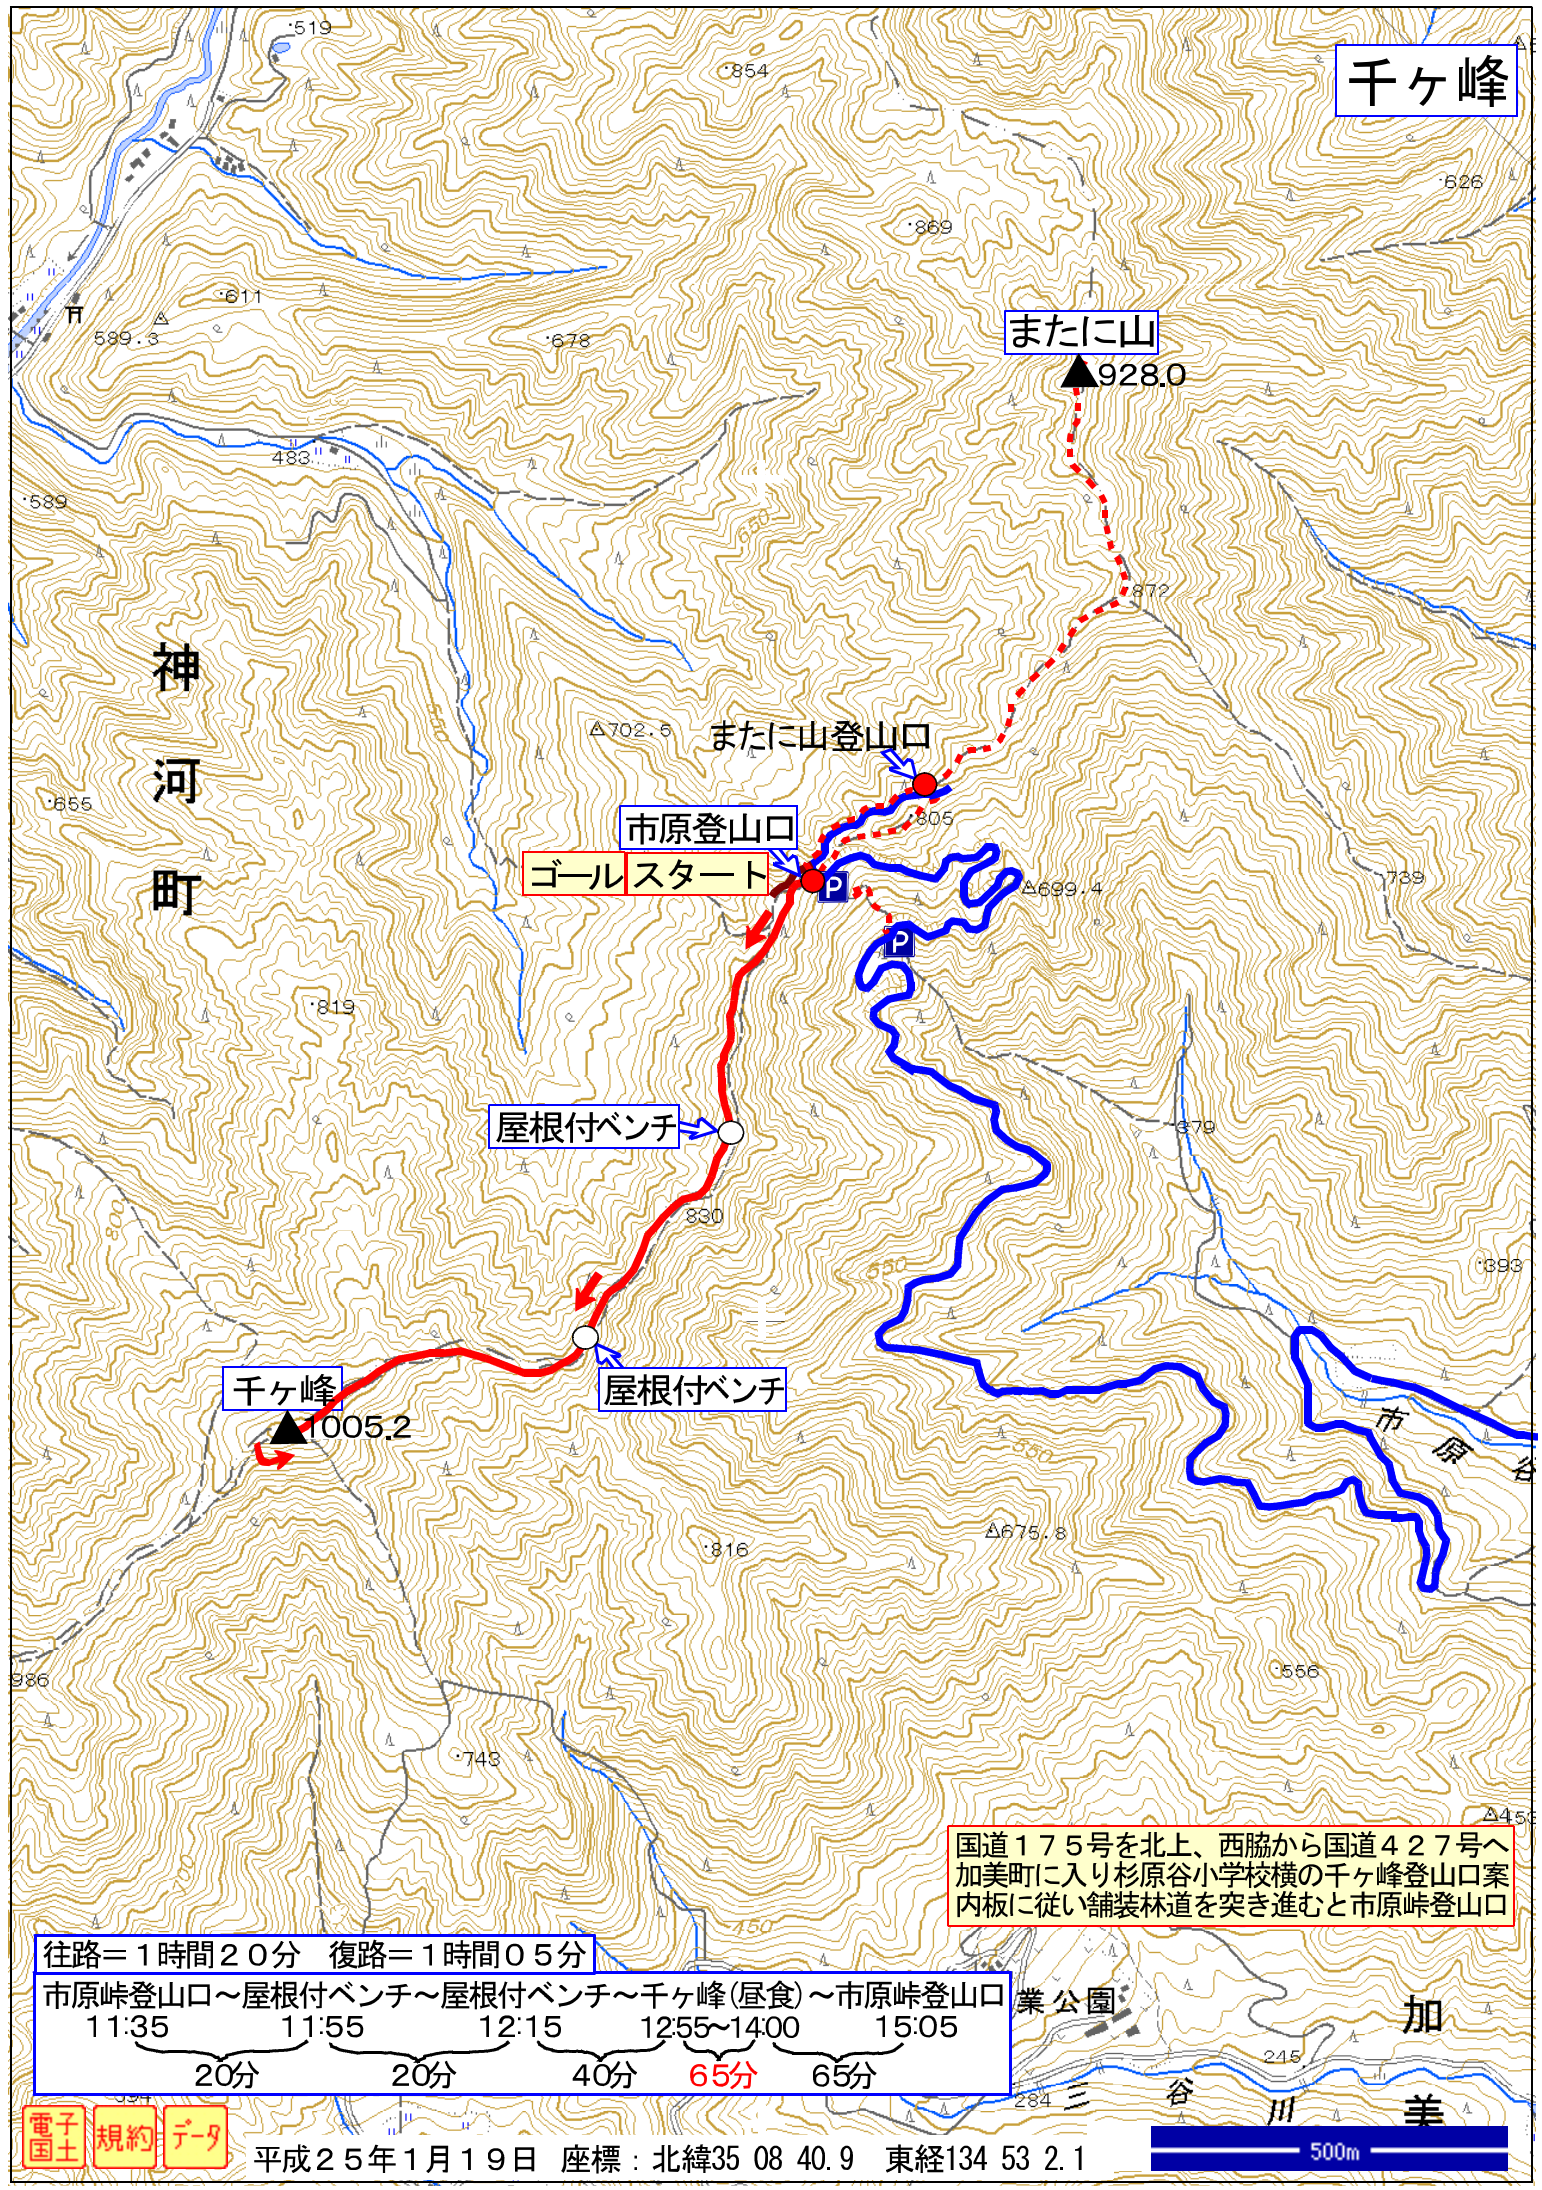 519
854
千ヶ峰
626
869
611
589.3
678
またに山
928.0
483
589
872
神河町
702.5
またに山登山口
655
805
市原登山口
ゴール
スタート
P
699.4
739
P
819
屋根付ベンチ
379
800
830
550
393
千ヶ峰
1005.2
屋根付ベンチ
市原谷
550
675.8
816
986
556
743
453
国道１７５号を北上、西脇から国道４２７号へ
加美町に入り杉原谷小学校横の千ヶ峰登山口案
内板に従い舗装林道を突き進むと市原峠登山口
450
往路＝１時間２０分　復路＝１時間０５分
市原峠登山口～屋根付ベンチ～屋根付ベンチ～千ヶ峰(昼食)～市原峠登山口
11:35 11:55 12:15 12:55～14:00 15:05
20分 20分 40分 65分 65分
業公園
加美
245
284
三谷川
電子国土
規約
データ
平成２５年１月１９日 座標：北緯35 08 40.9 東経134 53 2.1
500m
650
550